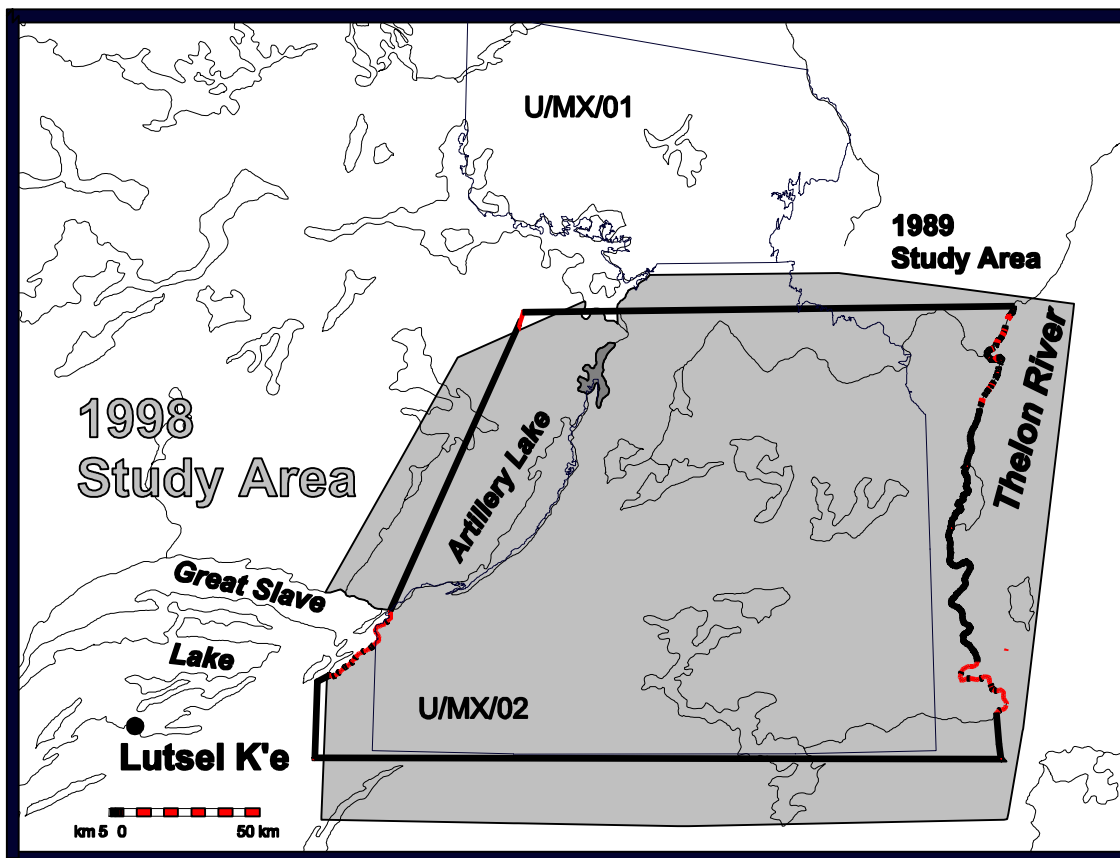 U/MX/01
1989
Study Area
Thelon River
1998
Study Area
Artillery Lake
Great Slave
Lake
U/MX/02
Lutsel K'e
km 5 0 50 km